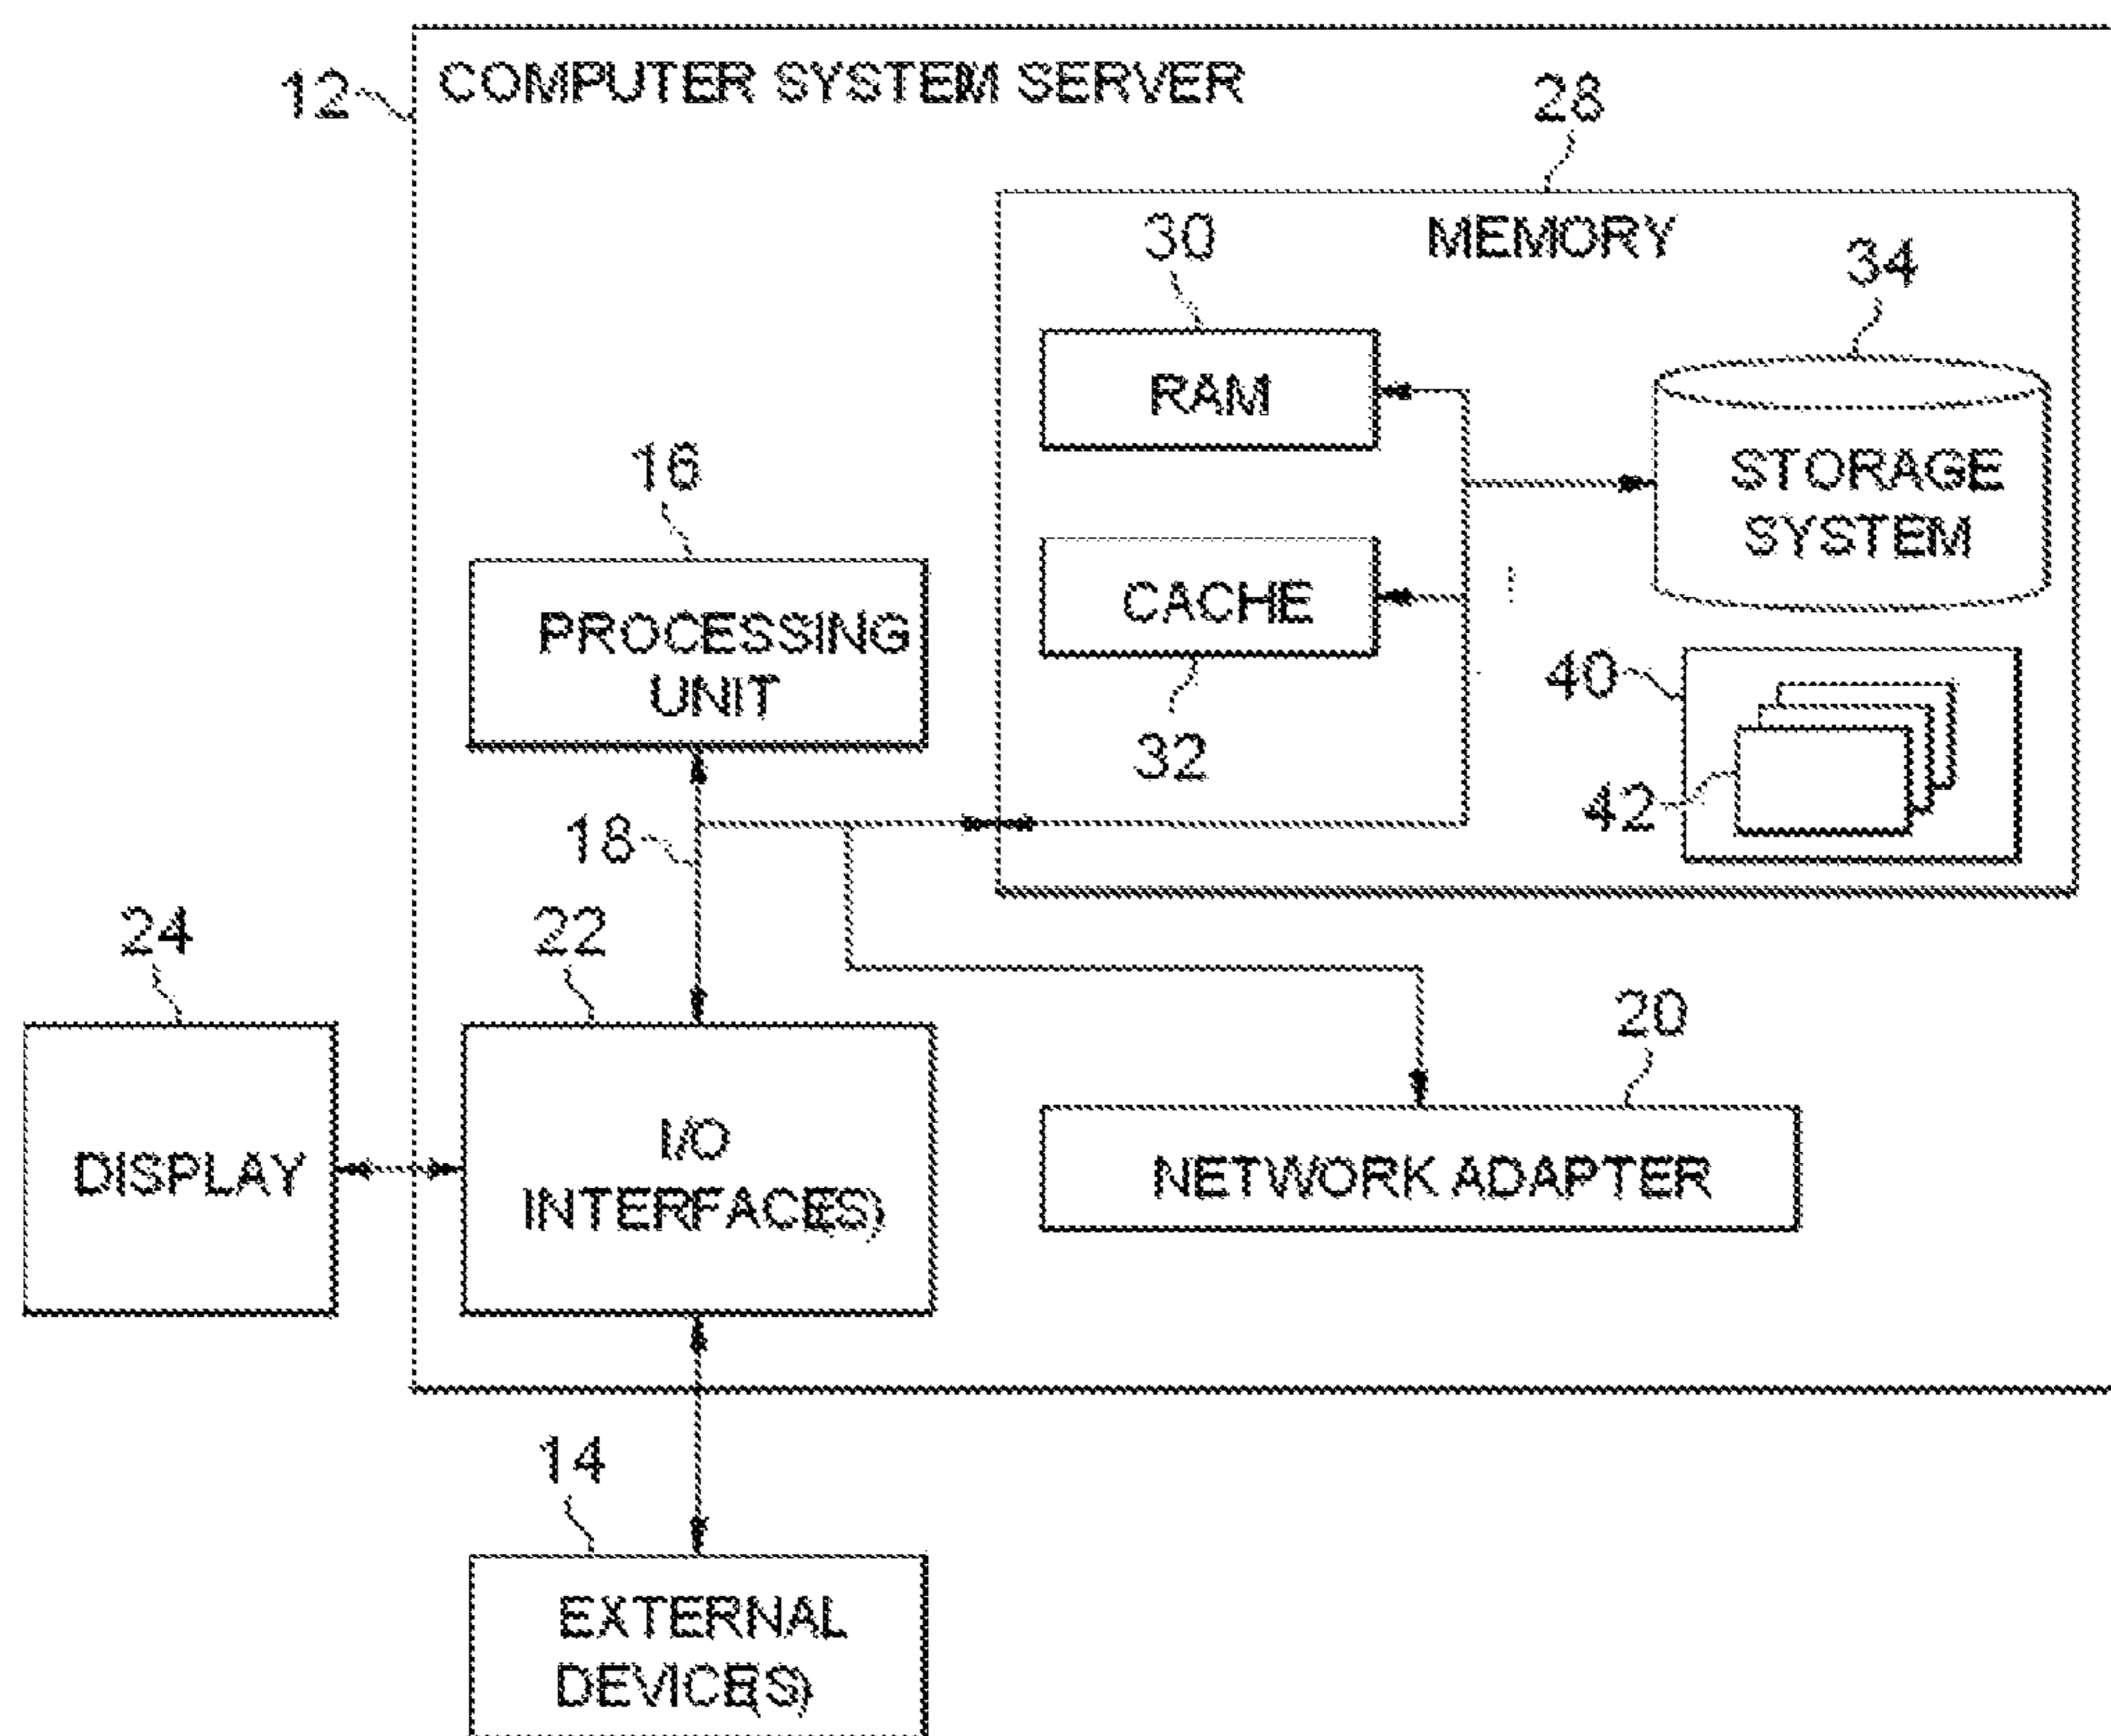 12
COMPUTER SYSTEM SERVER
28
MEMORY
30
34
RAM
STORAGE
SYSTEM
16
PROCESSING
UNIT
CACHE
32
40
42
18
24
22
20
DISPLAY
I/O
INTERFACE(S)
NETWORK ADAPTER
14
EXTERNAL
DEVICE(S)